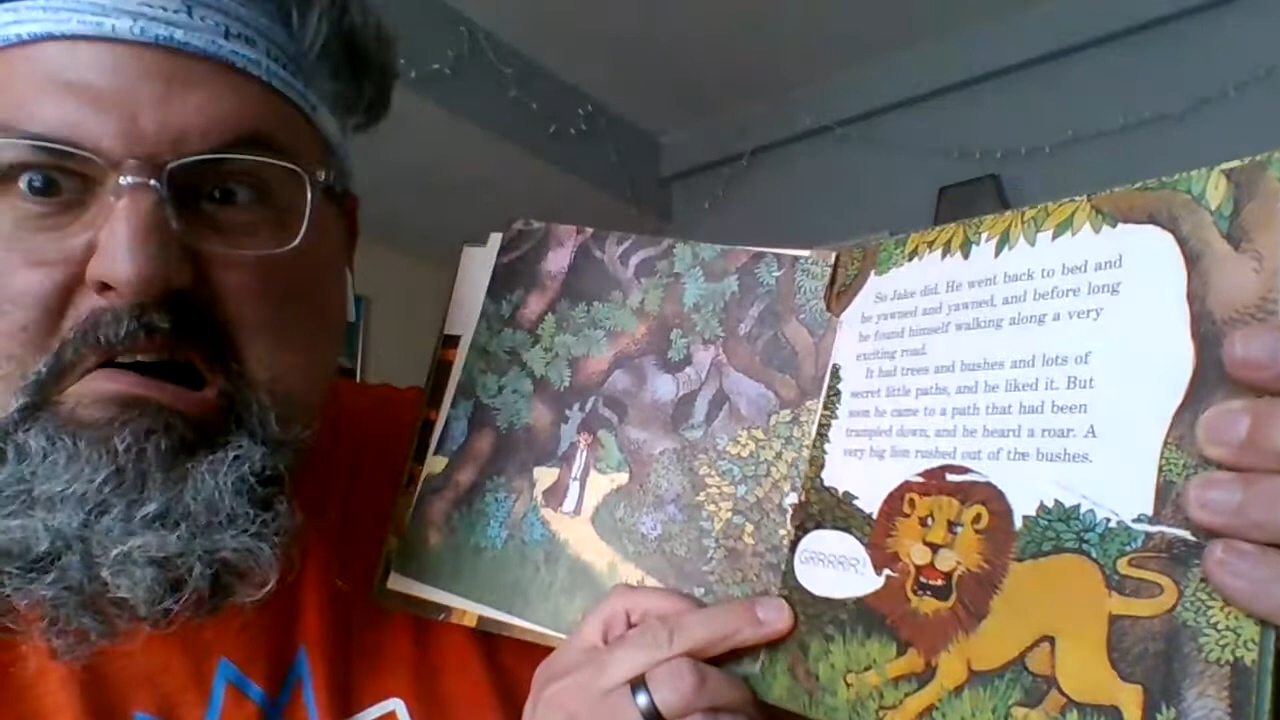 So Jake did. He went back to bed and
he yawned and yawned, and before long
he found himself walking along a very
exciting road.
It had trees and bushes and lots of
secret little paths, and he liked it. But
soon he came to a path that had been
trampled down, and he heard a roar. A
very big lion rushed out of the bushes.
GRRRRR!